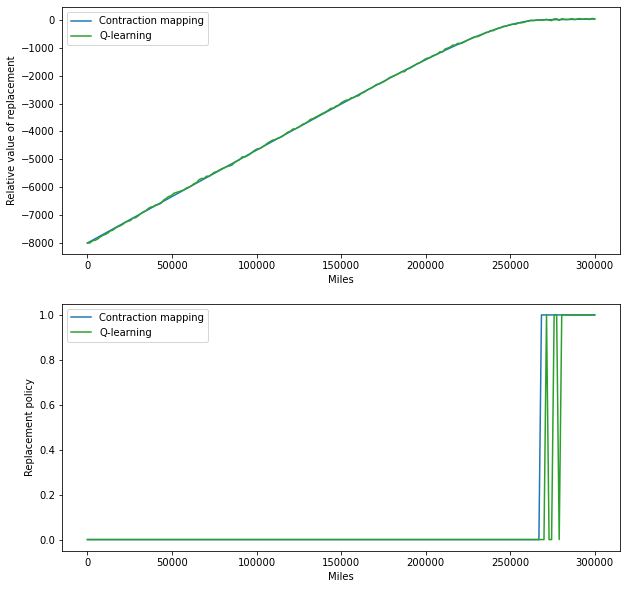 Contraction mapping
Q-learning
0
−1000
−2000
−3000
−4000
−5000
−6000
−7000
−8000
Relative value of replacement
0 50000 100000 150000 200000 250000 300000
Miles
Contraction mapping
Q-learning
1.0
0.8
0.6
0.4
0.2
0.0
Replacement policy
0 50000 100000 150000 200000 250000 300000
Miles